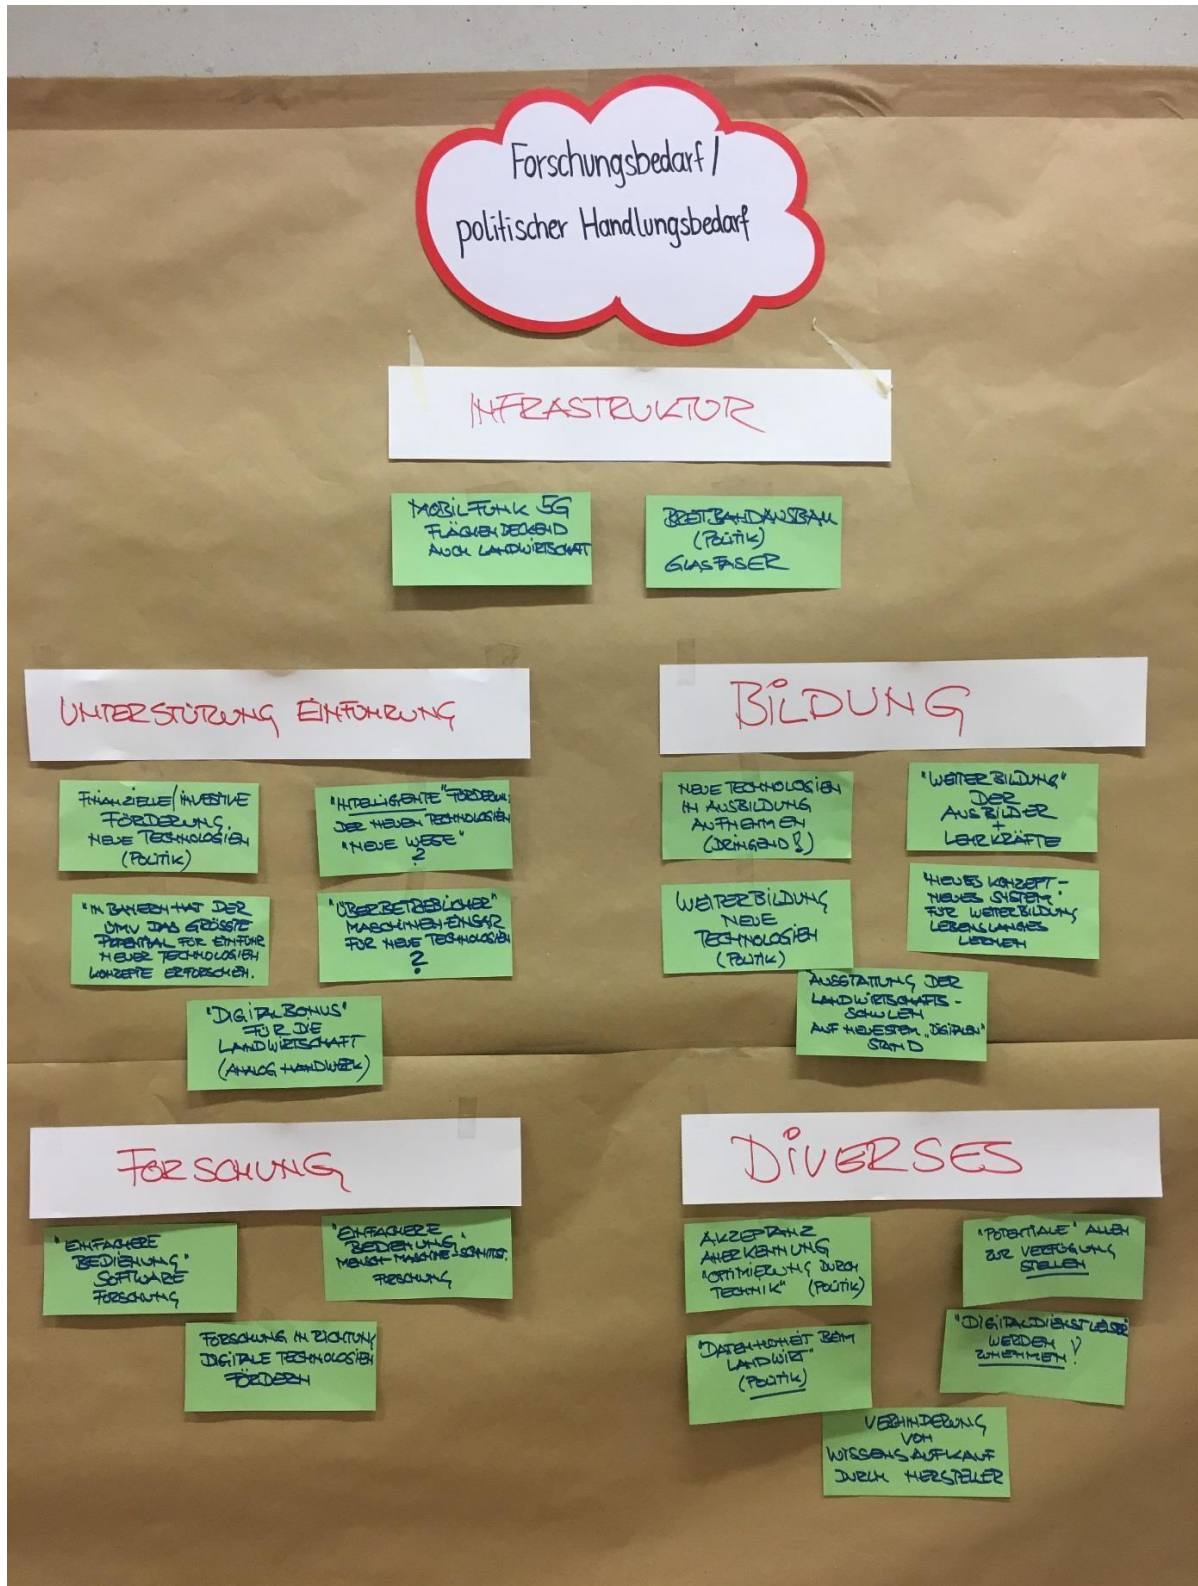 Forschungsbedarf /
politischer Handlungsbedarf
INFRASTRUKTUR
MOBILFUNK 5G
FLÄCHENDECKEND
AUCH LANDWIRTSCHAFT
BREITBANDAUSBAU
(POLITIK)
GLASFASER
UNTERSTÜTZUNG EINFÜHRUNG
FINANZIELLE/INVESTIVE
FÖRDERUNG
NEUE TECHNOLOGIEN
(POLITIK)
"INTELLIGENTE" FÖRDERUNG
DER NEUEN TECHNOLOGIEN
"NEUE WEGE"
?
"IN BAYERN HAT DER
ÜMV DAS GRÖSSTE
POTENTIAL FÜR EINFÜHR
NEUER TECHNOLOGIEN
KONZEPTE ERFORSCHEN.
"ÜBERBETRIEBLICHER"
MASCHINEN-EINSATZ
FÜR NEUE TECHNOLOGIEN
?
"DIGITALBONUS"
FÜR DIE
LANDWIRTSCHAFT
(ANALOG HANDWERK)
BILDUNG
NEUE TECHNOLOGIEN
IN AUSBILDUNG
AUFNEHMEN
(DRINGEND!)
"WEITERBILDUNG"
DER
AUSBILDER
+
LEHRKRÄFTE
WEITERBILDUNG
NEUE
TECHNOLOGIEN
(POLITIK)
"NEUES KONZEPT -
NEUES SYSTEM"
FÜR WEITERBILDUNG
LEBENSLANGES
LERNEN
AUSSTATTUNG DER
LANDWIRTSCHAFTS-
SCHULEN
AUF NEUESTEM "DIGITALEN"
STAND
FORSCHUNG
"EINFACHERE
BEDIENUNG"
SOFTWARE
FORSCHUNG
"EINFACHERE
BEDIENUNG"
MENSCH-MASCHINE-SCHNITTST.
FORSCHUNG
FORSCHUNG IN RICHTUNG
DIGITALE TECHNOLOGIEN
FÖRDERN
DIVERSES
AKZEPTANZ
ANERKENNUNG
"OPTIMIERUNG DURCH
TECHNIK" (POLITIK)
"POTENTIALE" ALLEN
ZUR VERFÜGUNG
STELLEN
"DATENHOHEIT BEIM
LANDWIRT"
(POLITIK)
"DIGITALDIENSTLEISTER
WERDEN
ZUNEHMEN!
VERHINDERUNG
VON
WISSENSAUFKAUF
DURCH HERSTELLER